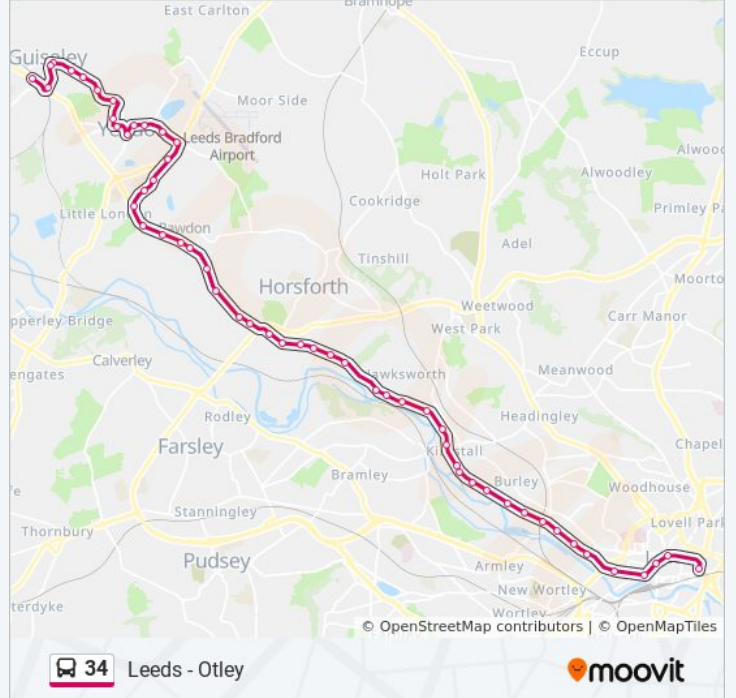 East Carlton
Bramhope
Guiseley
Eccup
Moor Side
Leeds Bradford
Airport
Holt Park
Alwoodley
Cookridge
Little London
Primley Pa
Rawdon
Adel
Tinshill
Moorto
Horsforth
Weetwood
Carr Manor
West Park
pperley Bridge
Calverley
Meanwood
engates
Hawksworth
Rodley
Headingley
Farsley
Chapel
Kirkstall
Bramley
Burley
Woodhouse
Stanningley
Lovell Park
Thornbury
Pudsey
Armley
New Wortley
Wortley
terdyke
© OpenStreetMap contributors | © OpenMapTiles
34 Leeds - Otley
moovit